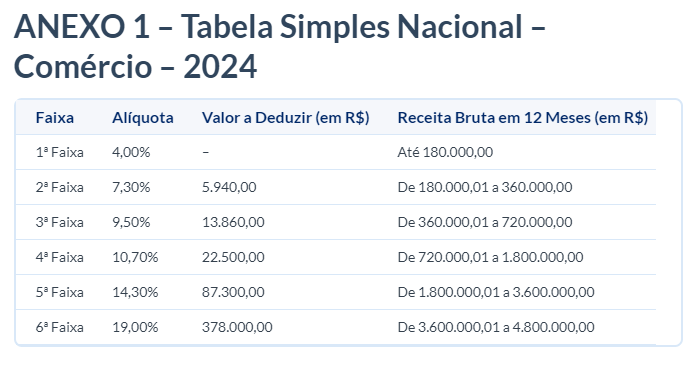 ANEXO 1 – Tabela Simples Nacional –
Comércio – 2024
Faixa Alíquota Valor a Deduzir (em R$) Receita Bruta em 12 Meses (em R$)
1ª Faixa 4,00% – Até 180.000,00
2ª Faixa 7,30% 5.940,00 De 180.000,01 a 360.000,00
3ª Faixa 9,50% 13.860,00 De 360.000,01 a 720.000,00
4ª Faixa 10,70% 22.500,00 De 720.000,01 a 1.800.000,00
5ª Faixa 14,30% 87.300,00 De 1.800.000,01 a 3.600.000,00
6ª Faixa 19,00% 378.000,00 De 3.600.000,01 a 4.800.000,00